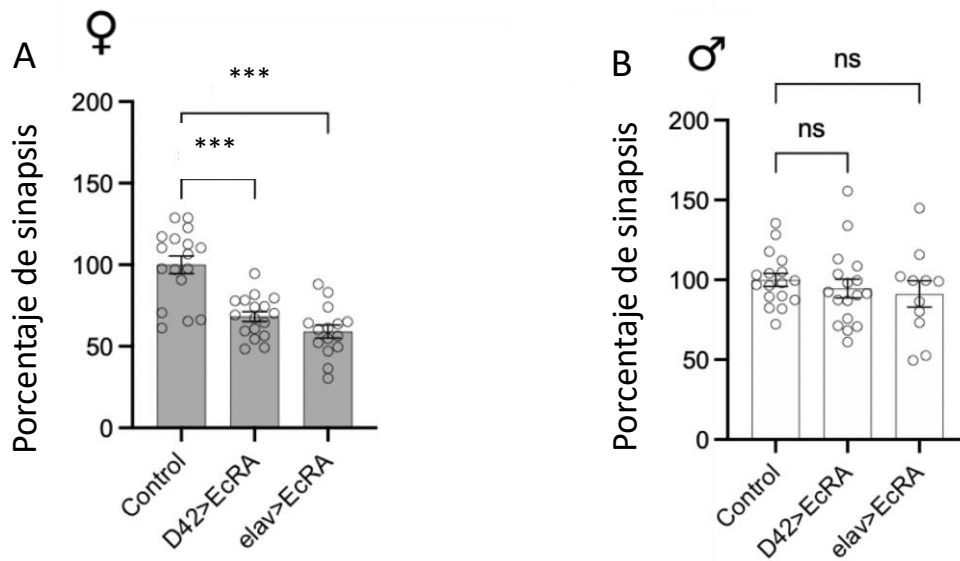 A ♀
Porcentaje de sinapsis
200
150
100
50
0
***
***
Control
D42>EcRA
elav>EcRA
B ♂
Porcentaje de sinapsis
200
150
100
50
0
ns
ns
Control
D42>EcRA
elav>EcRA